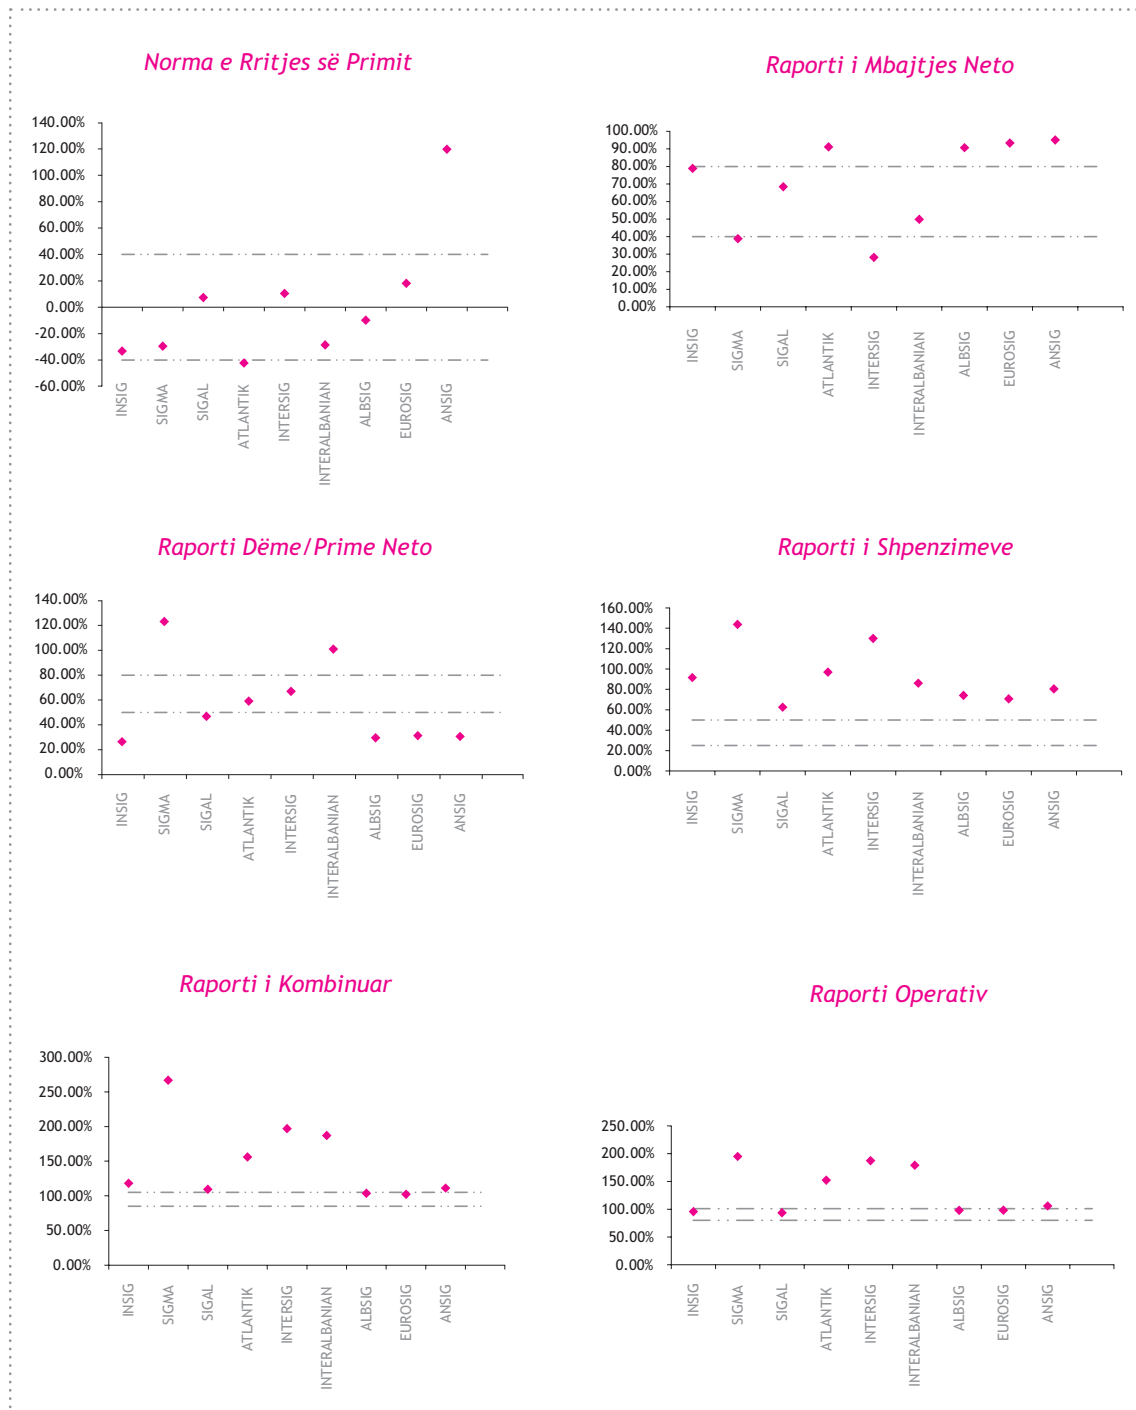 Norma e Rritjes së Primit
140.00%
120.00%
100.00%
80.00%
60.00%
40.00%
20.00%
0.00%
-20.00%
-40.00%
-60.00%
INSIG
SIGMA
SIGAL
ATLANTIK
INTERSIG
INTERALBANIAN
ALBSIG
EUROSIG
ANSIG
Raporti i Mbajtjes Neto
100.00%
90.00%
80.00%
70.00%
60.00%
50.00%
40.00%
30.00%
20.00%
10.00%
0.00%
INSIG
SIGMA
SIGAL
ATLANTIK
INTERSIG
INTERALBANIAN
ALBSIG
EUROSIG
ANSIG
Raporti Dëme/Prime Neto
140.00%
120.00%
100.00%
80.00%
60.00%
40.00%
20.00%
0.00%
INSIG
SIGMA
SIGAL
ATLANTIK
INTERSIG
INTERALBANIAN
ALBSIG
EUROSIG
ANSIG
Raporti i Shpenzimeve
160.00%
140.00%
120.00%
100.00%
80.00%
60.00%
40.00%
20.00%
0.00%
INSIG
SIGMA
SIGAL
ATLANTIK
INTERSIG
INTERALBANIAN
ALBSIG
EUROSIG
ANSIG
Raporti i Kombinuar
300.00%
250.00%
200.00%
150.00%
100.00%
50.00%
0.00%
INSIG
SIGMA
SIGAL
ATLANTIK
INTERSIG
INTERALBANIAN
ALBSIG
EUROSIG
ANSIG
Raporti Operativ
250.00%
200.00%
150.00%
100.00%
50.00%
0.00%
INSIG
SIGMA
SIGAL
ATLANTIK
INTERSIG
INTERALBANIAN
ALBSIG
EUROSIG
ANSIG